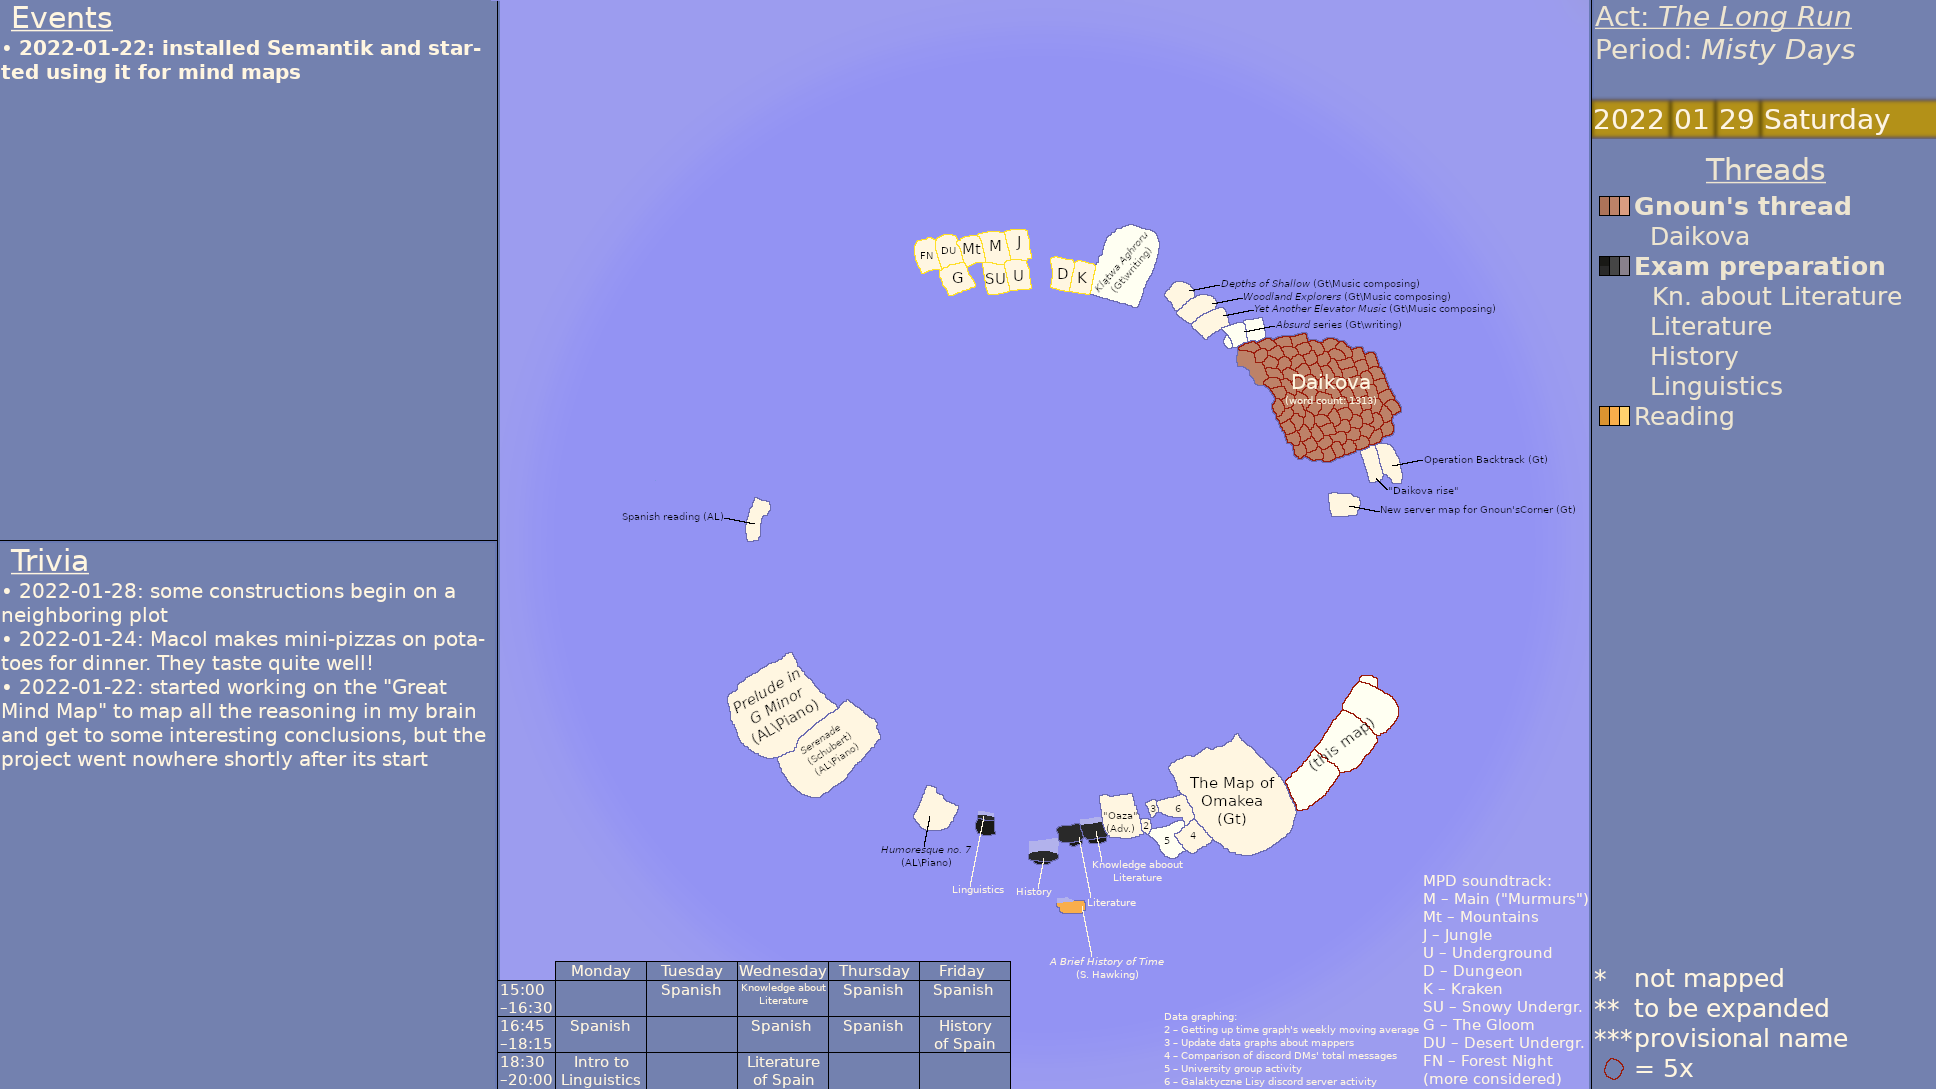 Events
• 2022-01-22: installed Semantik and star-
ted using it for mind maps
Trivia
• 2022-01-28: some constructions begin on a
neighboring plot
• 2022-01-24: Macol makes mini-pizzas on pota-
toes for dinner. They taste quite well!
• 2022-01-22: started working on the "Great
Mind Map" to map all the reasoning in my brain
and get to some interesting conclusions, but the
project went nowhere shortly after its start
FN
DU
Mt
M
J
G
SU
U
D
K
Klątwa Aghroru
(Gt\writing)
Depths of Shallow (Gt\Music composing)
Woodland Explorers (Gt\Music composing)
Yet Another Elevator Music (Gt\Music composing)
Absurd series (Gt\writing)
Daikova
(word count: 1313)
Operation Backtrack (Gt)
"Daikova rise"
New server map for Gnoun'sCorner (Gt)
Spanish reading (AL)
Prelude in
G Minor
(AL\Piano)
Serenade
(Schubert)
(AL\Piano)
Humoresque no. 7
(AL\Piano)
Linguistics
History
Knowledge aboout
Literature
Literature
A Brief History of Time
(S. Hawking)
"Oaza"
(Adv.)
3
2
6
5
4
The Map of
Omakea
(Gt)
(this map)
Monday Tuesday Wednesday Thursday Friday
15:00
–16:30
Spanish
Knowledge about
Literature
Spanish
Spanish
16:45
–18:15
Spanish
Spanish
Spanish
History
of Spain
18:30
–20:00
Intro to
Linguistics
Literature
of Spain
Data graphing:
2 – Getting up time graph's weekly moving average
3 – Update data graphs about mappers
4 – Comparison of discord DMs' total messages
5 – University group activity
6 – Galaktyczne Lisy discord server activity
MPD soundtrack:
M – Main ("Murmurs")
Mt – Mountains
J – Jungle
U – Underground
D – Dungeon
K – Kraken
SU – Snowy Undergr.
G – The Gloom
DU – Desert Undergr.
FN – Forest Night
(more considered)
Act: The Long Run
Period: Misty Days
2022 01 29 Saturday
Threads
Gnoun's thread
Daikova
Exam preparation
Kn. about Literature
Literature
History
Linguistics
Reading
* not mapped
** to be expanded
***provisional name
= 5x